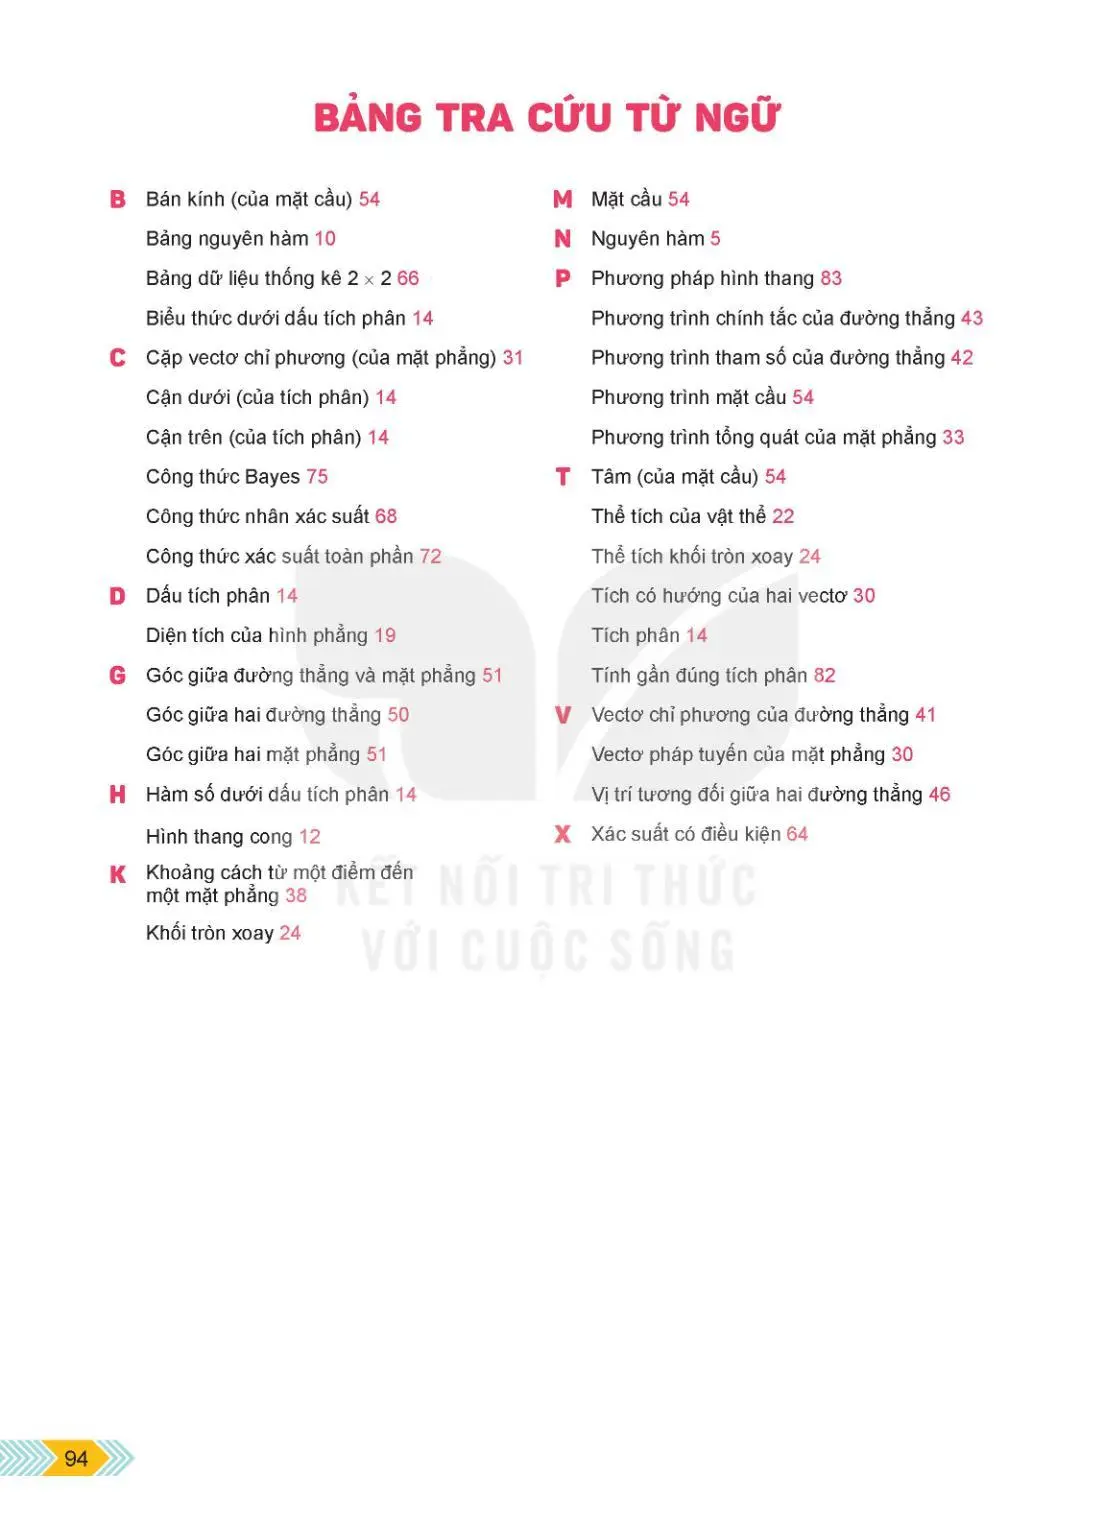 BẢNG TRA CỨU TỪ NGỮ
B Bán kính (của mặt cầu) 54
Bảng nguyên hàm 10
Bảng dữ liệu thống kê 2 × 2 66
Biểu thức dưới dấu tích phân 14
C Cặp vectơ chỉ phương (của mặt phẳng) 31
Cận dưới (của tích phân) 14
Cận trên (của tích phân) 14
Công thức Bayes 75
Công thức nhân xác suất 68
Công thức xác suất toàn phần 72
D Dấu tích phân 14
Diện tích của hình phẳng 19
G Góc giữa đường thẳng và mặt phẳng 51
Góc giữa hai đường thẳng 50
Góc giữa hai mặt phẳng 51
H Hàm số dưới dấu tích phân 14
Hình thang cong 12
K Khoảng cách từ một điểm đến
một mặt phẳng 38
Khối tròn xoay 24
M Mặt cầu 54
N Nguyên hàm 5
P Phương pháp hình thang 83
Phương trình chính tắc của đường thẳng 43
Phương trình tham số của đường thẳng 42
Phương trình mặt cầu 54
Phương trình tổng quát của mặt phẳng 33
T Tâm (của mặt cầu) 54
Thể tích của vật thể 22
Thể tích khối tròn xoay 24
Tích có hướng của hai vectơ 30
Tích phân 14
Tính gần đúng tích phân 82
V Vectơ chỉ phương của đường thẳng 41
Vectơ pháp tuyến của mặt phẳng 30
Vị trí tương đối giữa hai đường thẳng 46
X Xác suất có điều kiện 64
KẾT NỐI TRI THỨC
VỚI CUỘC SỐNG
94